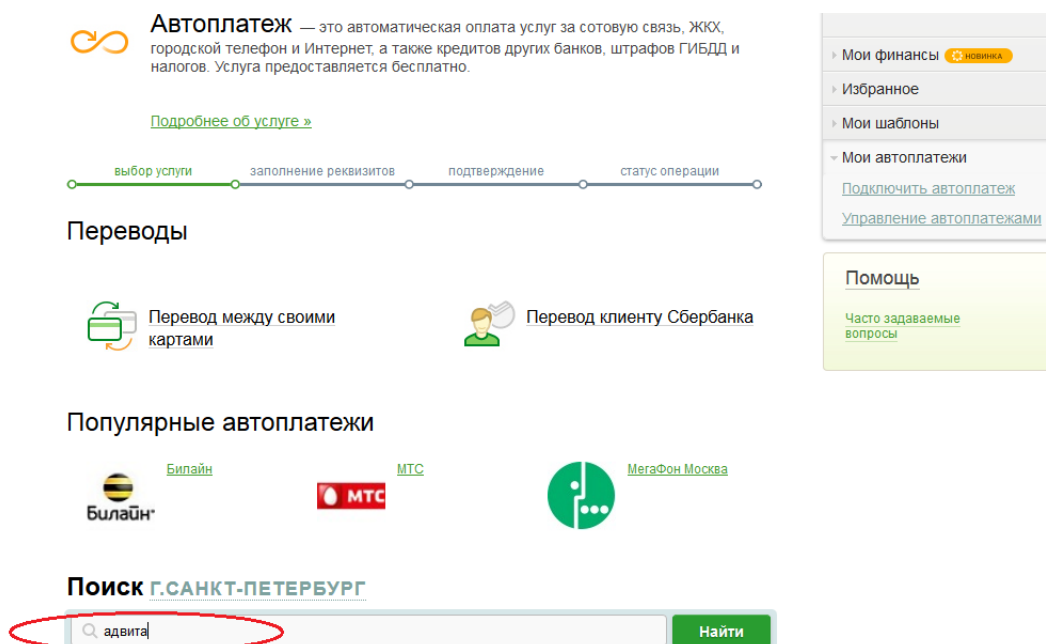 Автоплатеж — это автоматическая оплата услуг за сотовую связь, ЖКХ,
городской телефон и Интернет, а также кредитов других банков, штрафов ГИБДД и
налогов. Услуга предоставляется бесплатно.
Подробнее об услуге »
выбор услуги заполнение реквизитов подтверждение статус операции
Переводы
Перевод между своими
картами
Перевод клиенту Сбербанка
Популярные автоплатежи
Билайн
Билайн
МТС
МТС
МегаФон Москва
Поиск Г.САНКТ-ПЕТЕРБУРГ
адвита
Найти
Мои финансы НОВИНКА
Избранное
Мои шаблоны
Мои автоплатежи
Подключить автоплатеж
Управление автоплатежами
Помощь
Часто задаваемые
вопросы